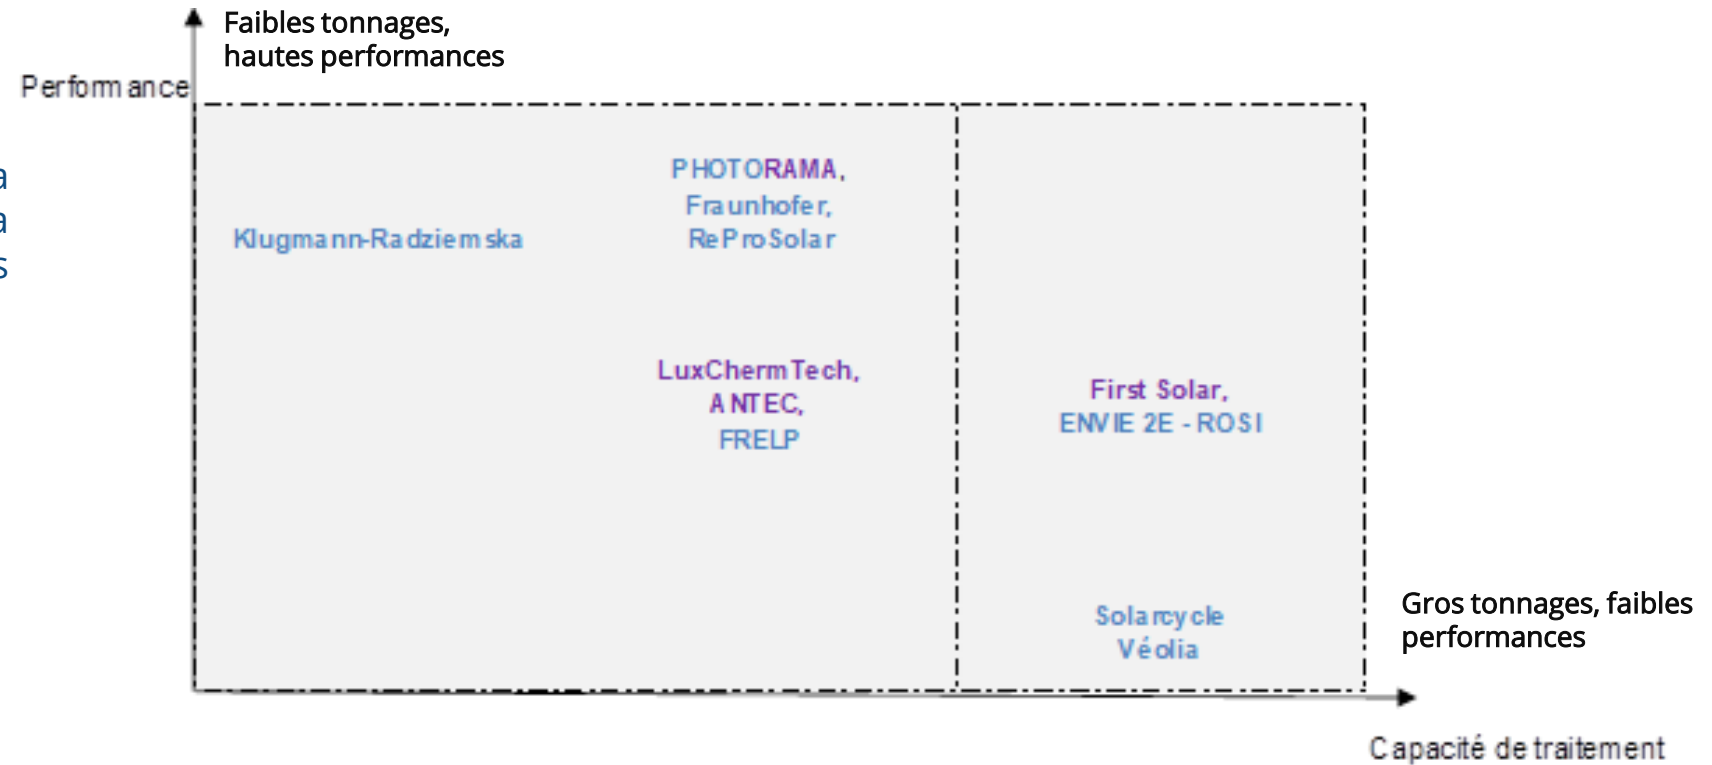 Faibles tonnages,
hautes performances
Performance
a
a
s
PHOTORAMA,
Fraunhofer,
Klugmann-Radziemska
ReProSolar
LuxChermTech,
ANTEC,
FRELP
First Solar,
ENVIE 2E - ROSI
Solarcycle
Véolia
Gros tonnages, faibles
performances
Capacité de traitement